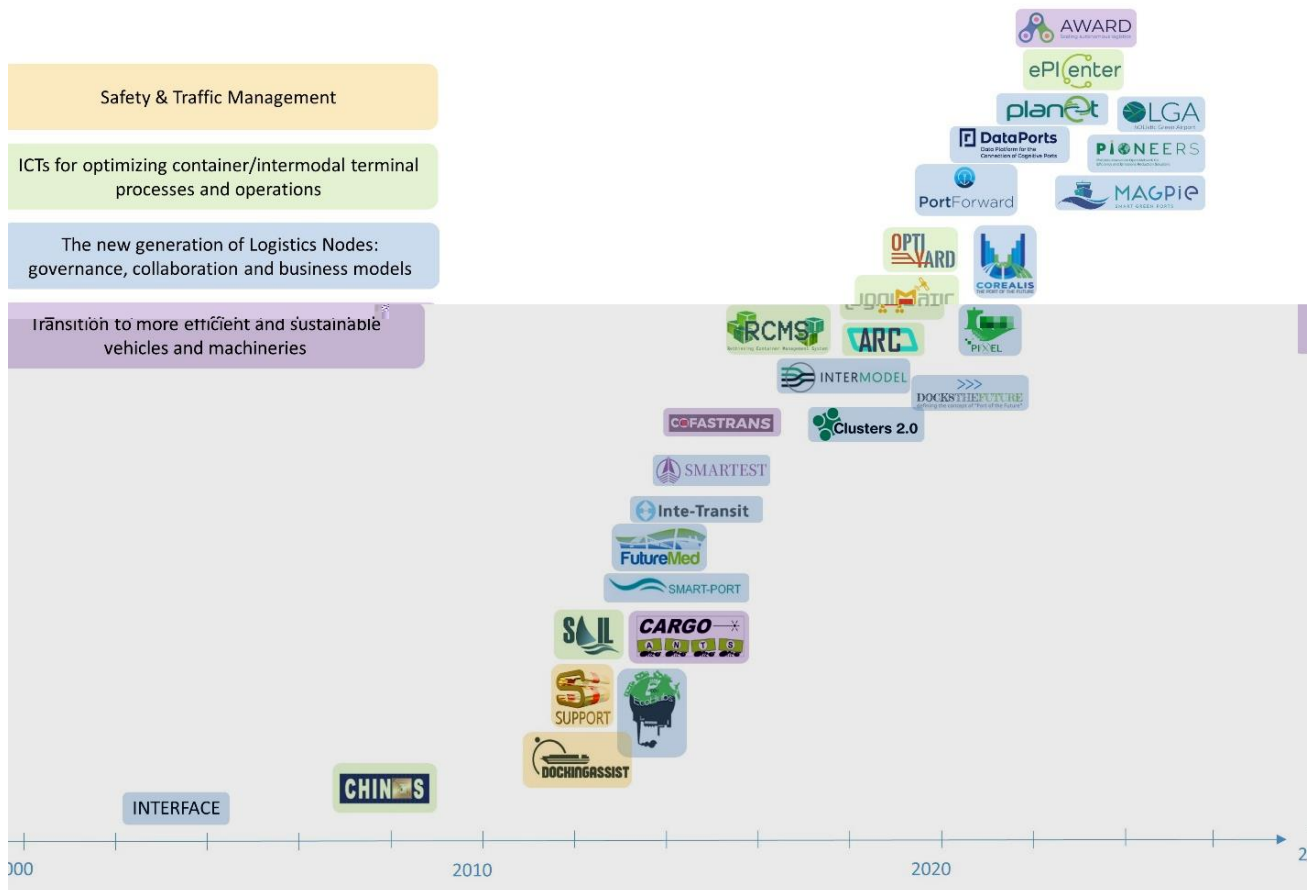 AWARD
ePIcenter
Safety & Traffic Management
planet
OLGA
DataPorts
Data Platform for the
Connection of Cognitive Ports
PIONEERS
ICTs for optimizing container/intermodal terminal
processes and operations
PortForward
MAGPIE
SMART GREEN PORTS
The new generation of Logistics Nodes:
governance, collaboration and business models
OPTI
YARD
COREALIS
THE PORT OF THE FUTURE
Transition to more efficient and sustainable
vehicles and machineries
RCMS
ARCC
PIXEL
INTERMODEL
>>>
DOCKSTHEFUTURE
COFASTRANS
Clusters 2.0
SMARTEST
Inte-Transit
FutureMed
SMART-PORT
SAIL
CARGO
ANTS
SUPPORT
DOCKINGASSIST
CHINOS
INTERFACE
000
2010
2020
2